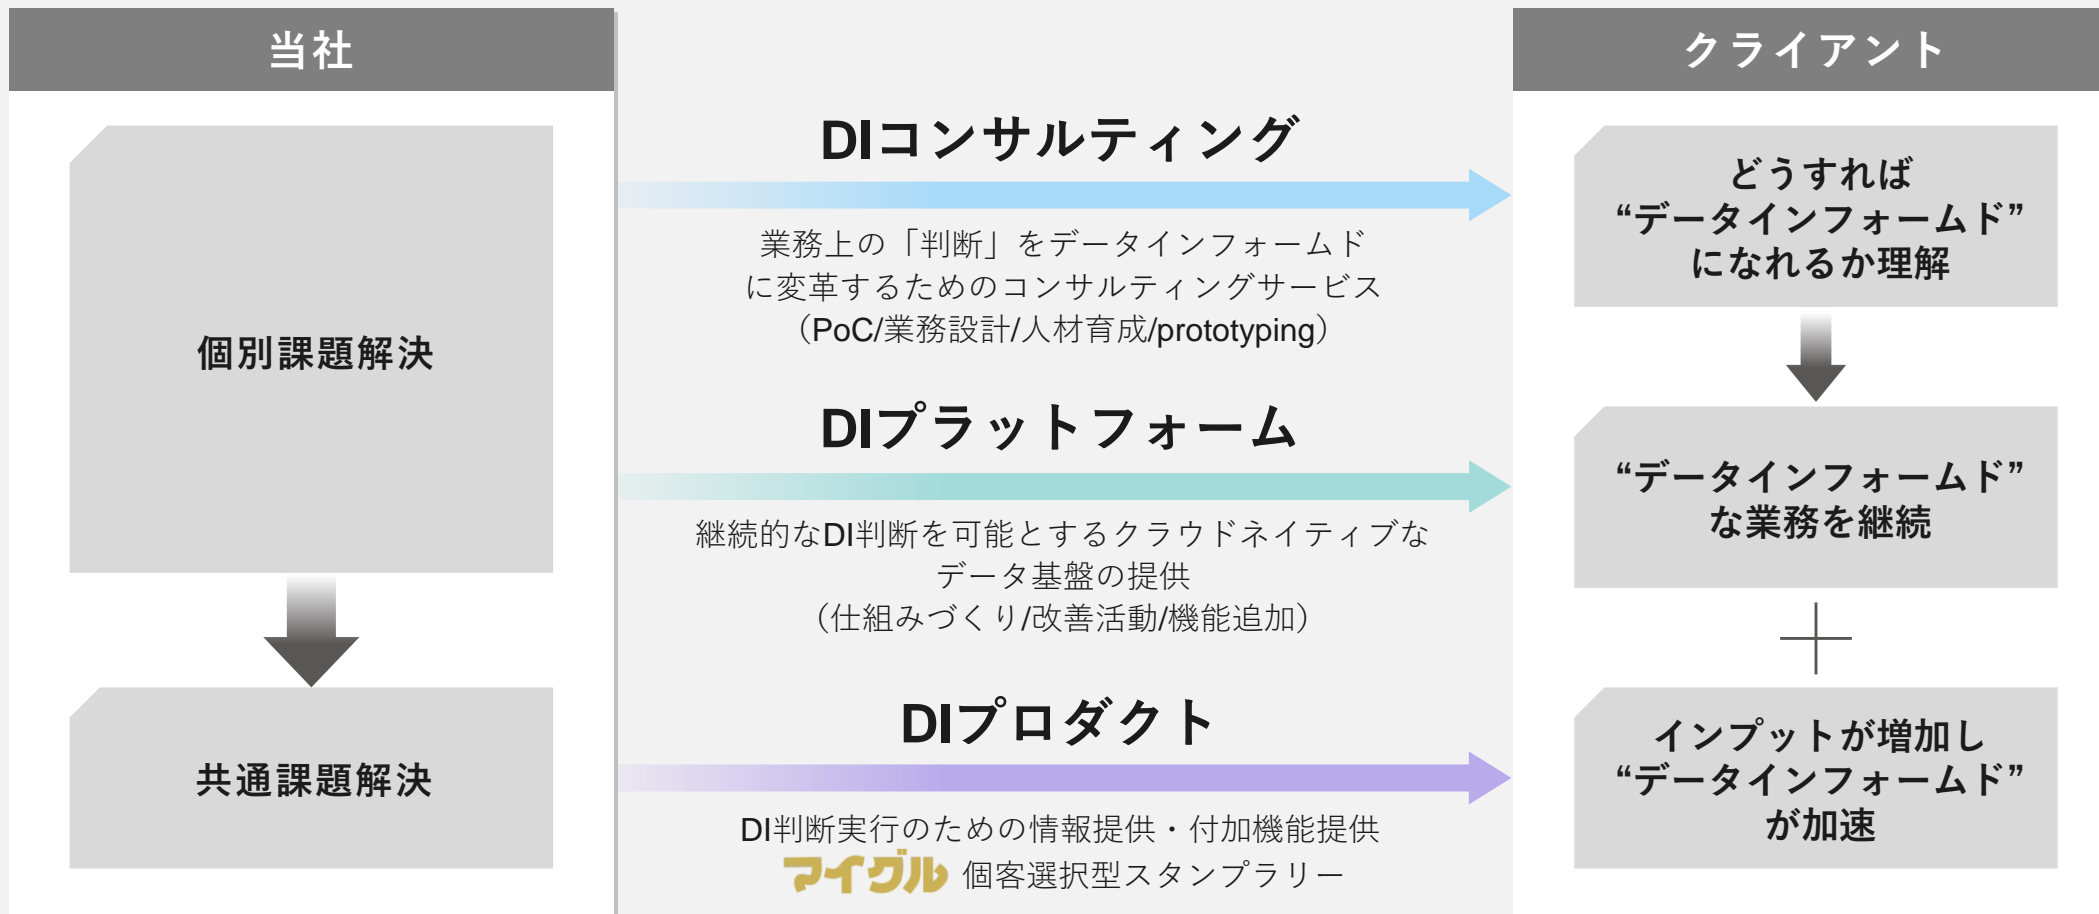 当社
個別課題解決
共通課題解決
DIコンサルティング
業務上の「判断」をデータインフォームド
に変革するためのコンサルティングサービス
（PoC/業務設計/人材育成/prototyping）
DIプラットフォーム
継続的なDI判断を可能とするクラウドネイティブな
データ基盤の提供
（仕組みづくり/改善活動/機能追加）
DIプロダクト
DI判断実行のための情報提供・付加機能提供
マイグル 個客選択型スタンプラリー
クライアント
どうすれば
“データインフォームド”
になれるか理解
“データインフォームド”
な業務を継続
インプットが増加し
“データインフォームド”
が加速